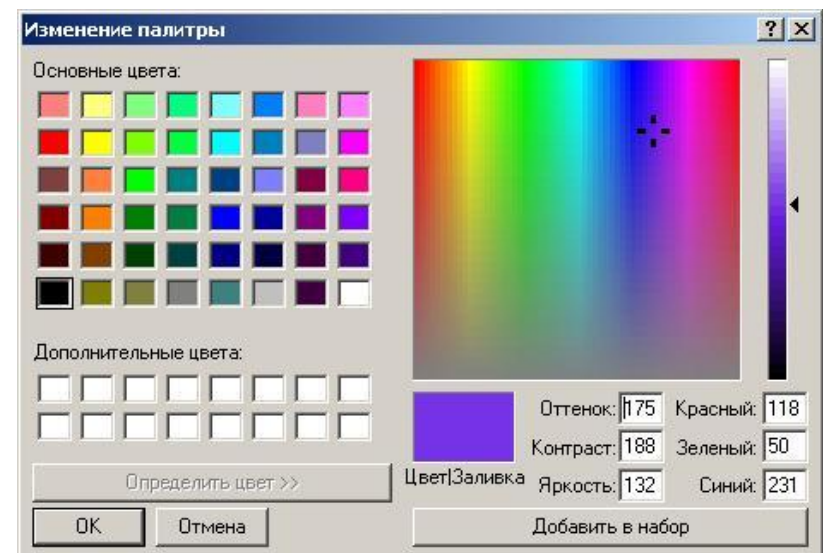 Изменение палитры
Основные цвета:
Дополнительные цвета:
Определить цвет >>
OK
Отмена
Цвет|Заливка
Оттенок: 175
Контраст: 188
Яркость: 132
Красный: 118
Зеленый: 50
Синий: 231
Добавить в набор